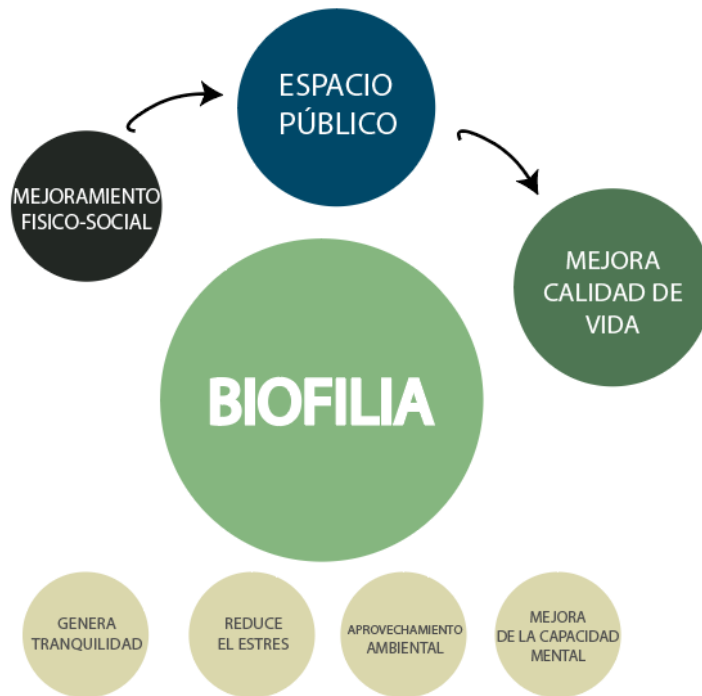 ESPACIO
PÚBLICO
MEJORAMIENTO
FISICO-SOCIAL
MEJORA
CALIDAD DE
VIDA
BIOFILIA
GENERA
TRANQUILIDAD
REDUCE
EL ESTRES
APROVECHAMIENTO
AMBIENTAL
MEJORA
DE LA CAPACIDAD
MENTAL